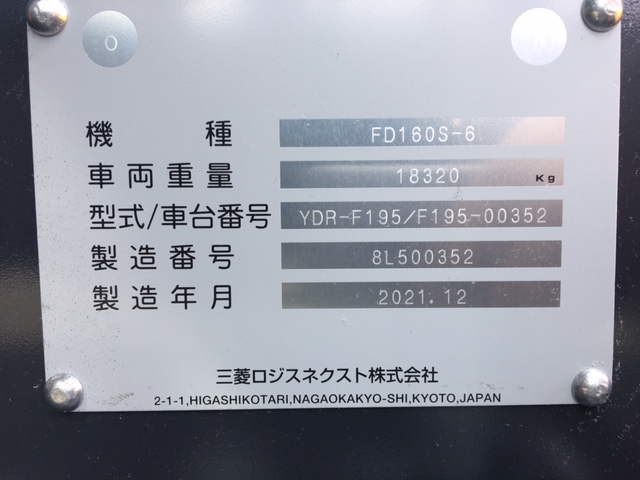 O N
機種 FD160S-6
車両重量 18320 Kg
型式/車台番号 YDR-F195/F195-00352
製造番号 8L500352
製造年月 2021.12
三菱ロジスネクスト株式会社
2-1-1,HIGASHIKOTARI,NAGAOKAKYO-SHI,KYOTO,JAPAN